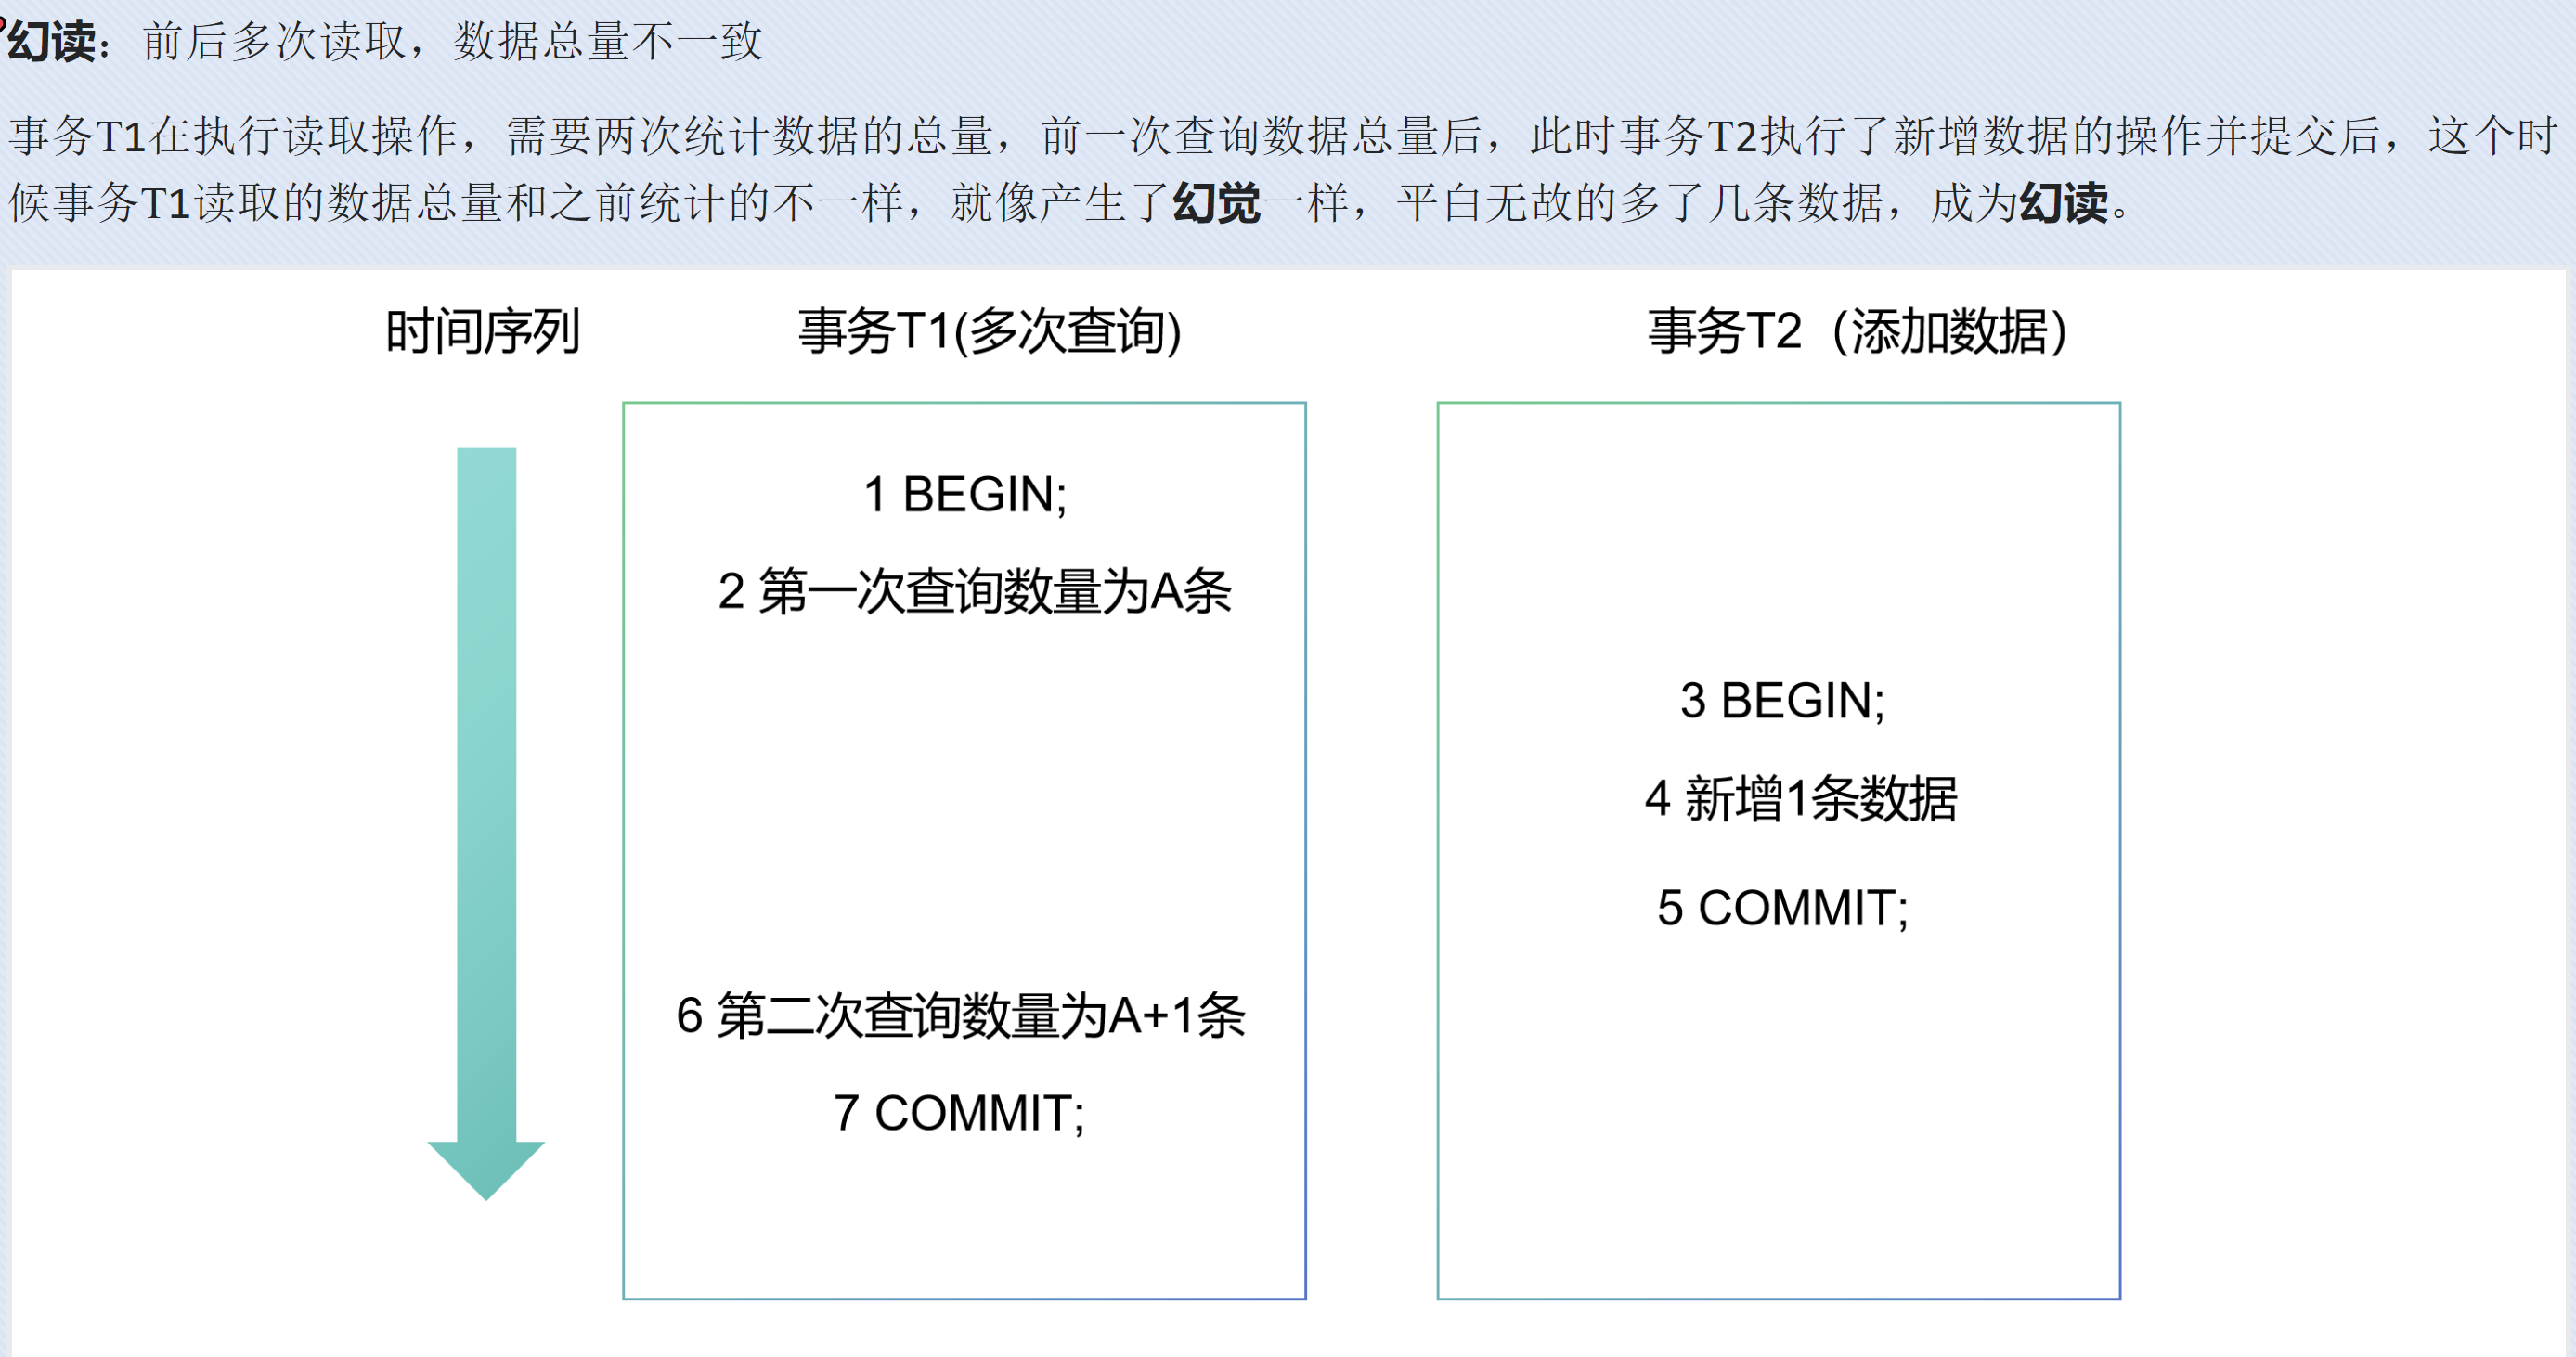 幻读：前后多次读取，数据总量不一致
事务T1在执行读取操作，需要两次统计数据的总量，前一次查询数据总量后，此时事务T2执行了新增数据的操作并提交后，这个时
候事务T1读取的数据总量和之前统计的不一样，就像产生了幻觉一样，平白无故的多了几条数据，成为幻读。
时间序列 事务T1(多次查询) 事务T2（添加数据）
1 BEGIN;
2 第一次查询数量为A条
3 BEGIN;
4 新增1条数据
5 COMMIT;
6 第二次查询数量为A+1条
7 COMMIT;